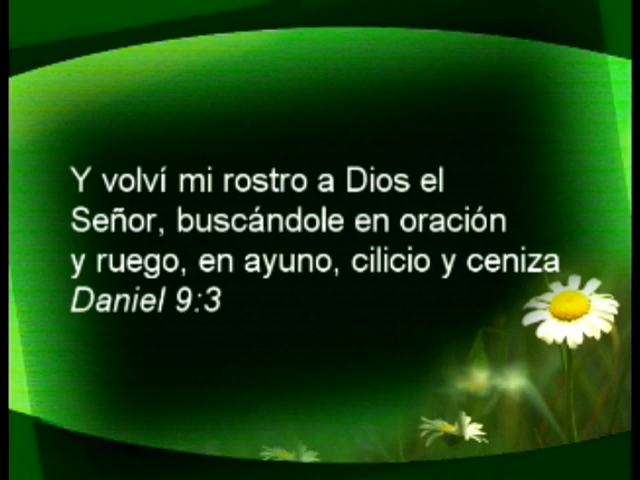 Y volví mi rostro a Dios el
Señor, buscándole en oración
y ruego, en ayuno, cilicio y ceniza
Daniel 9:3